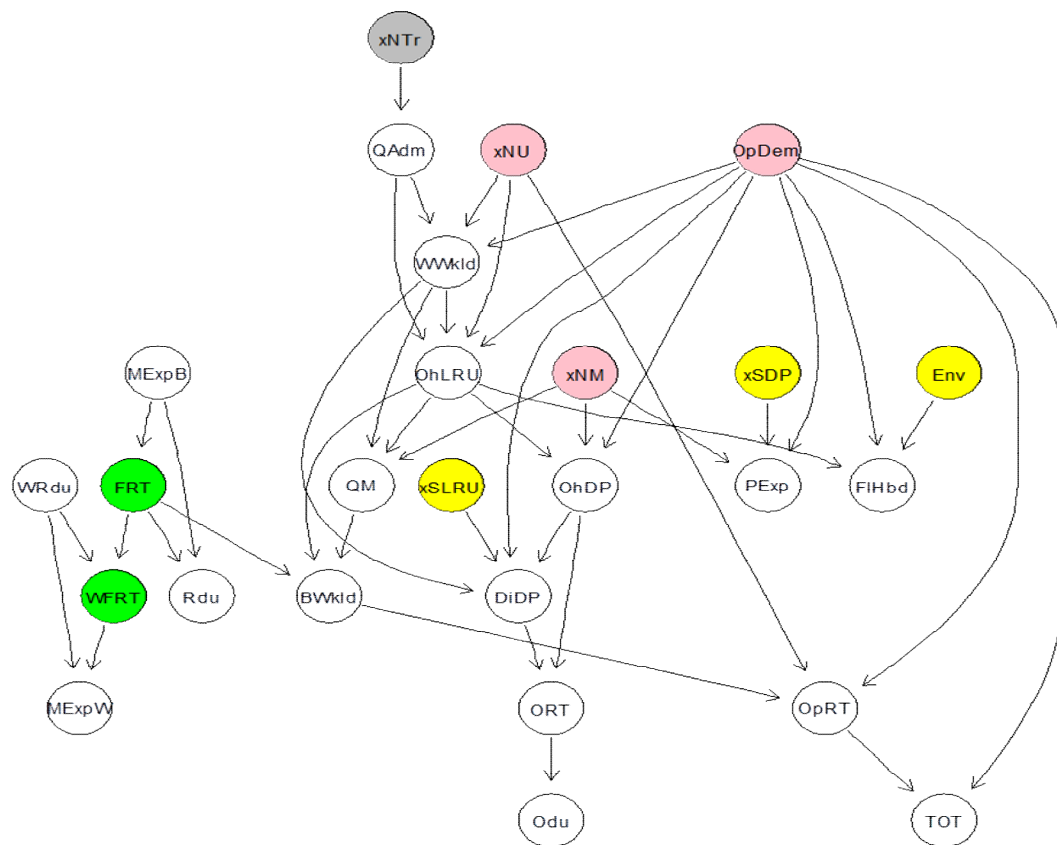 xNTr
QAdm
xNU
OpDem
WWkld
MExpB
OhLRU
xNM
xSDP
Env
WRdu
FRT
QM
xSLRU
OhDP
PExp
FlHbd
WFRT
Rdu
BWkld
DiDP
MExpW
ORT
OpRT
Odu
TOT